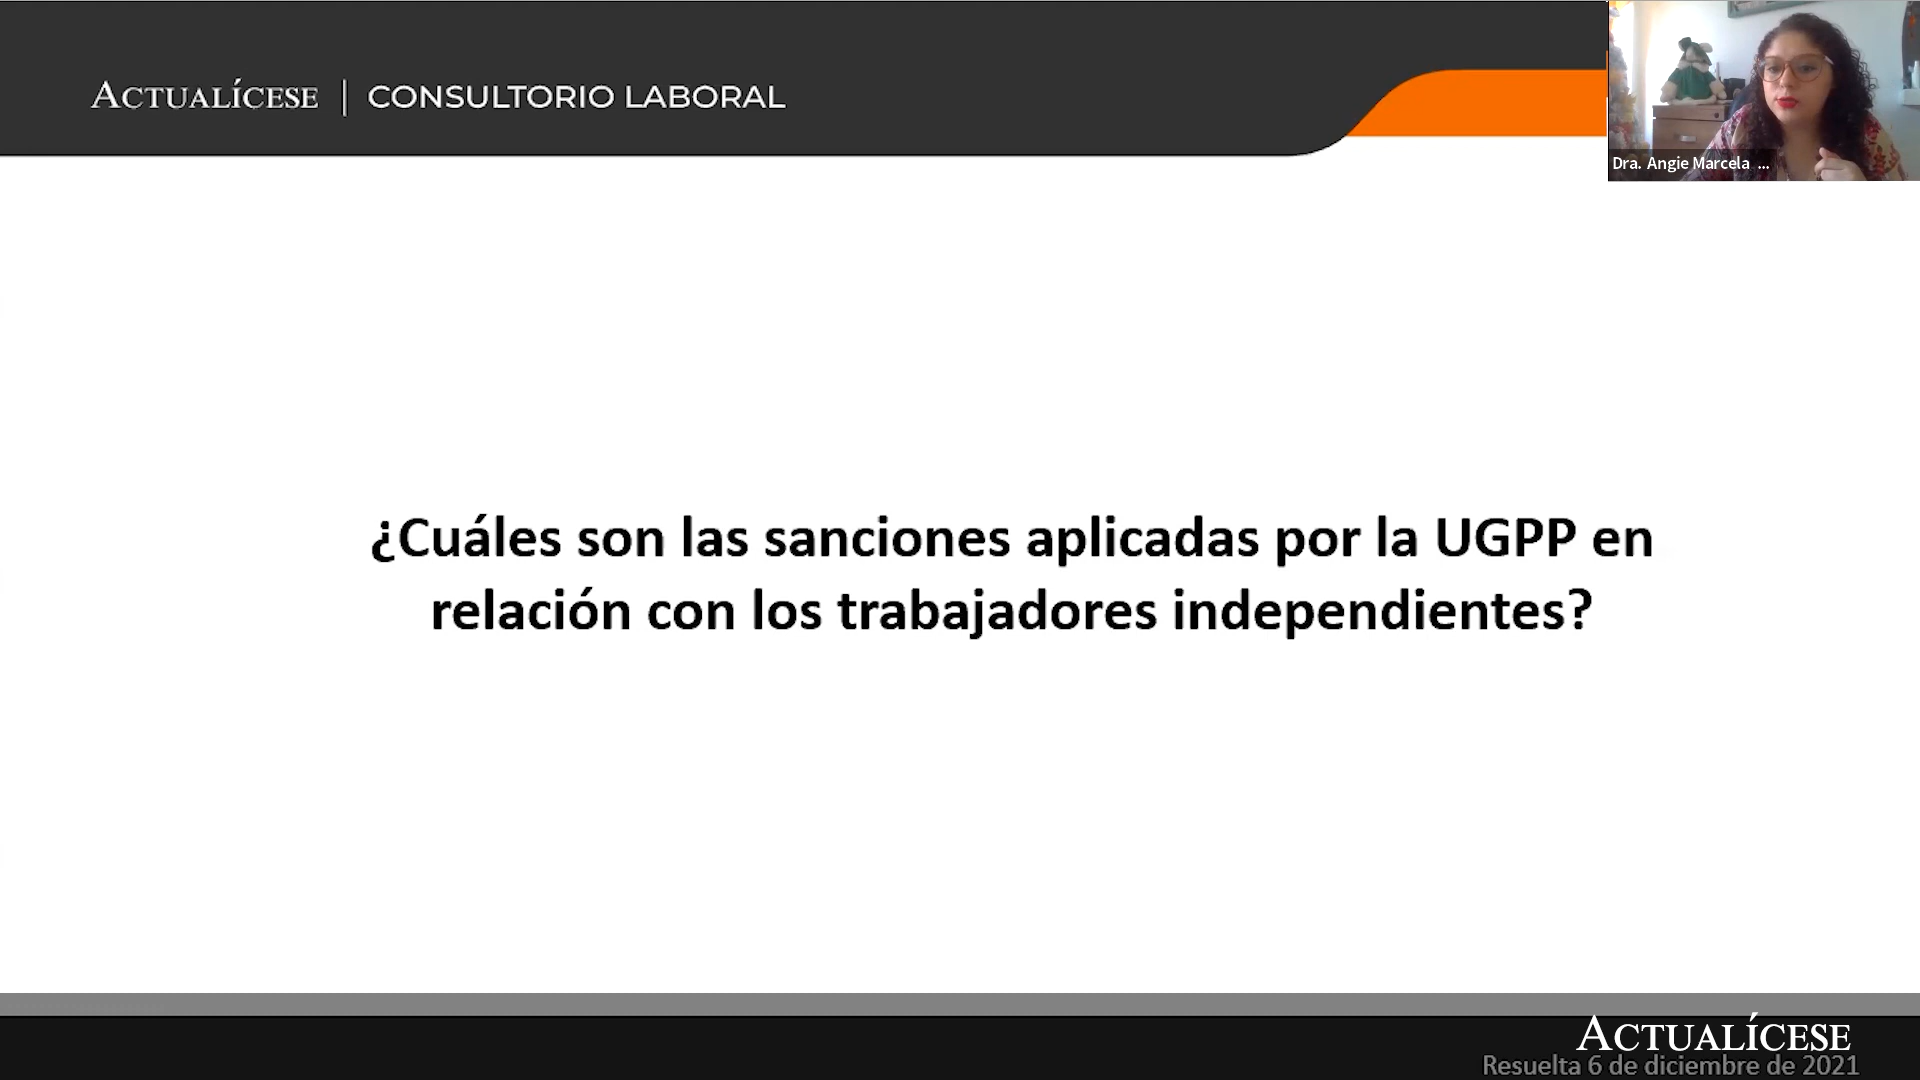 ACTUALÍCESE | CONSULTORIO LABORAL
Dra. Angie Marcela ...
¿Cuáles son las sanciones aplicadas por la UGPP en
relación con los trabajadores independientes?
ACTUALÍCESE
Resuelta 6 de diciembre de 2021